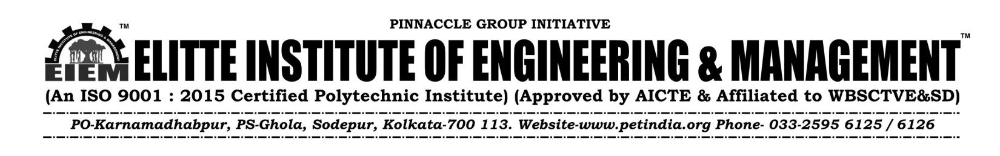 PINNACCLE GROUP INITIATIVE
ELITTE INSTITUTE OF ENGINEERING & MANAGEMENT
TM
ELITTE INSTITUTE OF ENGINEERING & MANAGEMENT
TM
EIEM
(An ISO 9001 : 2015 Certified Polytechnic Institute) (Approved by AICTE & Affiliated to WBSCTVE&SD)
PO-Karnamadhabpur, PS-Ghola, Sodepur, Kolkata-700 113. Website-www.petindia.org Phone- 033-2595 6125 / 6126